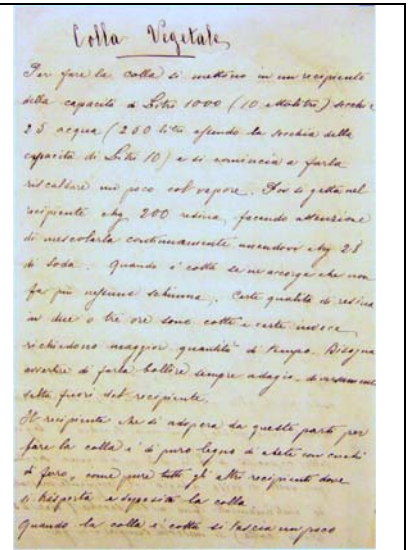 Colla Vegetale
Per fare la colla si mettono in un recipiente
della capacità di Litri 1000 (10 ettolitri) secchie
25 acqua (250 litri essendo la secchia della
capacità di Litri 10) e si comincia a farla
riscaldare un poco col vapore. Poi si getta nel
recipiente chg. 200 resina, facendo attenzione
di mescolarla continuamente unendovi chg 28
di soda. Quando è cotta se ne accorge che non
fa più nessuna schiuma. Certe qualità di resina
in due o tre ore sono cotte e certe invece
richiedono maggior quantità di tempo. Bisogna
avvertire di farla bollire sempre adagio,
salta fuori del recipiente.
Il recipiente che si adopera da queste parti per
fare la colla è di puro legno di abete con cerchi
di ferro, come pure tutti gli altri recipienti dove
si e deposita la colla.
Quando la colla è cotta si lascia un poco